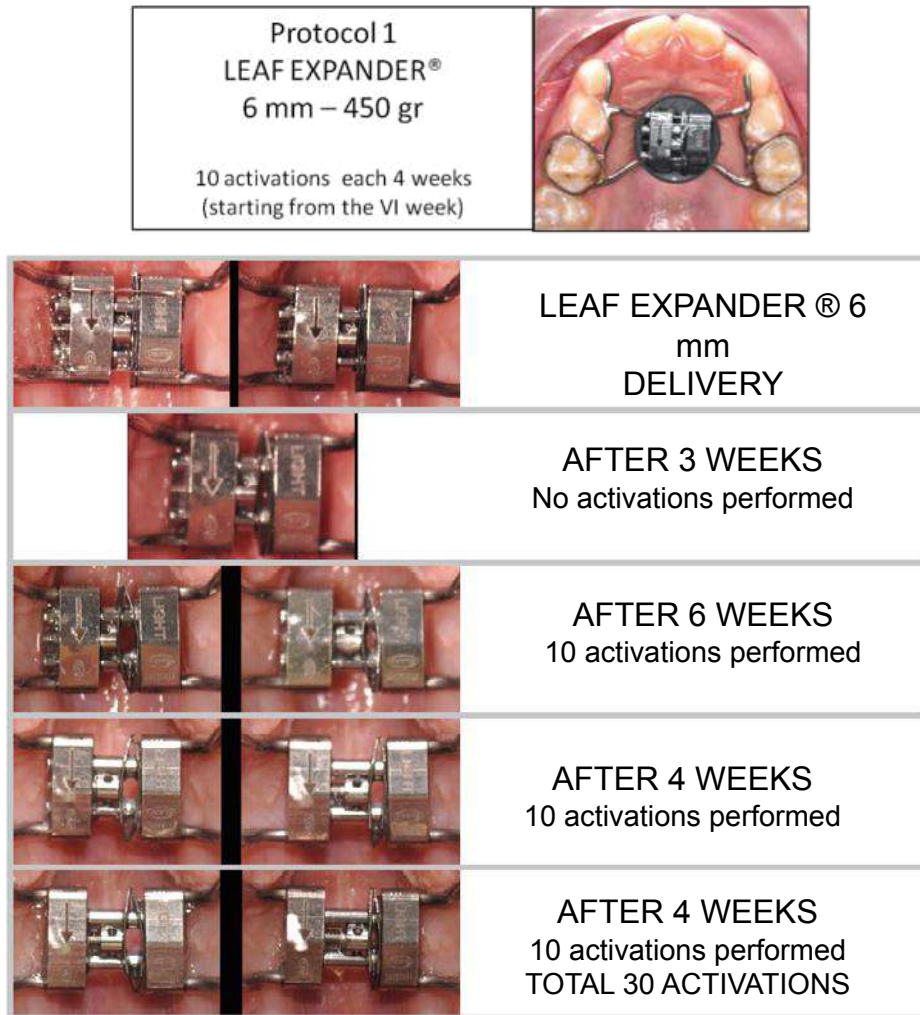 Protocol 1
LEAF EXPANDER®
6 mm – 450 gr
10 activations each 4 weeks
(starting from the VI week)
LEAF EXPANDER ® 6
mm
DELIVERY
AFTER 3 WEEKS
No activations performed
LIGHT
AFTER 6 WEEKS
10 activations performed
LIGHT
AFTER 4 WEEKS
10 activations performed
AFTER 4 WEEKS
10 activations performed
TOTAL 30 ACTIVATIONS